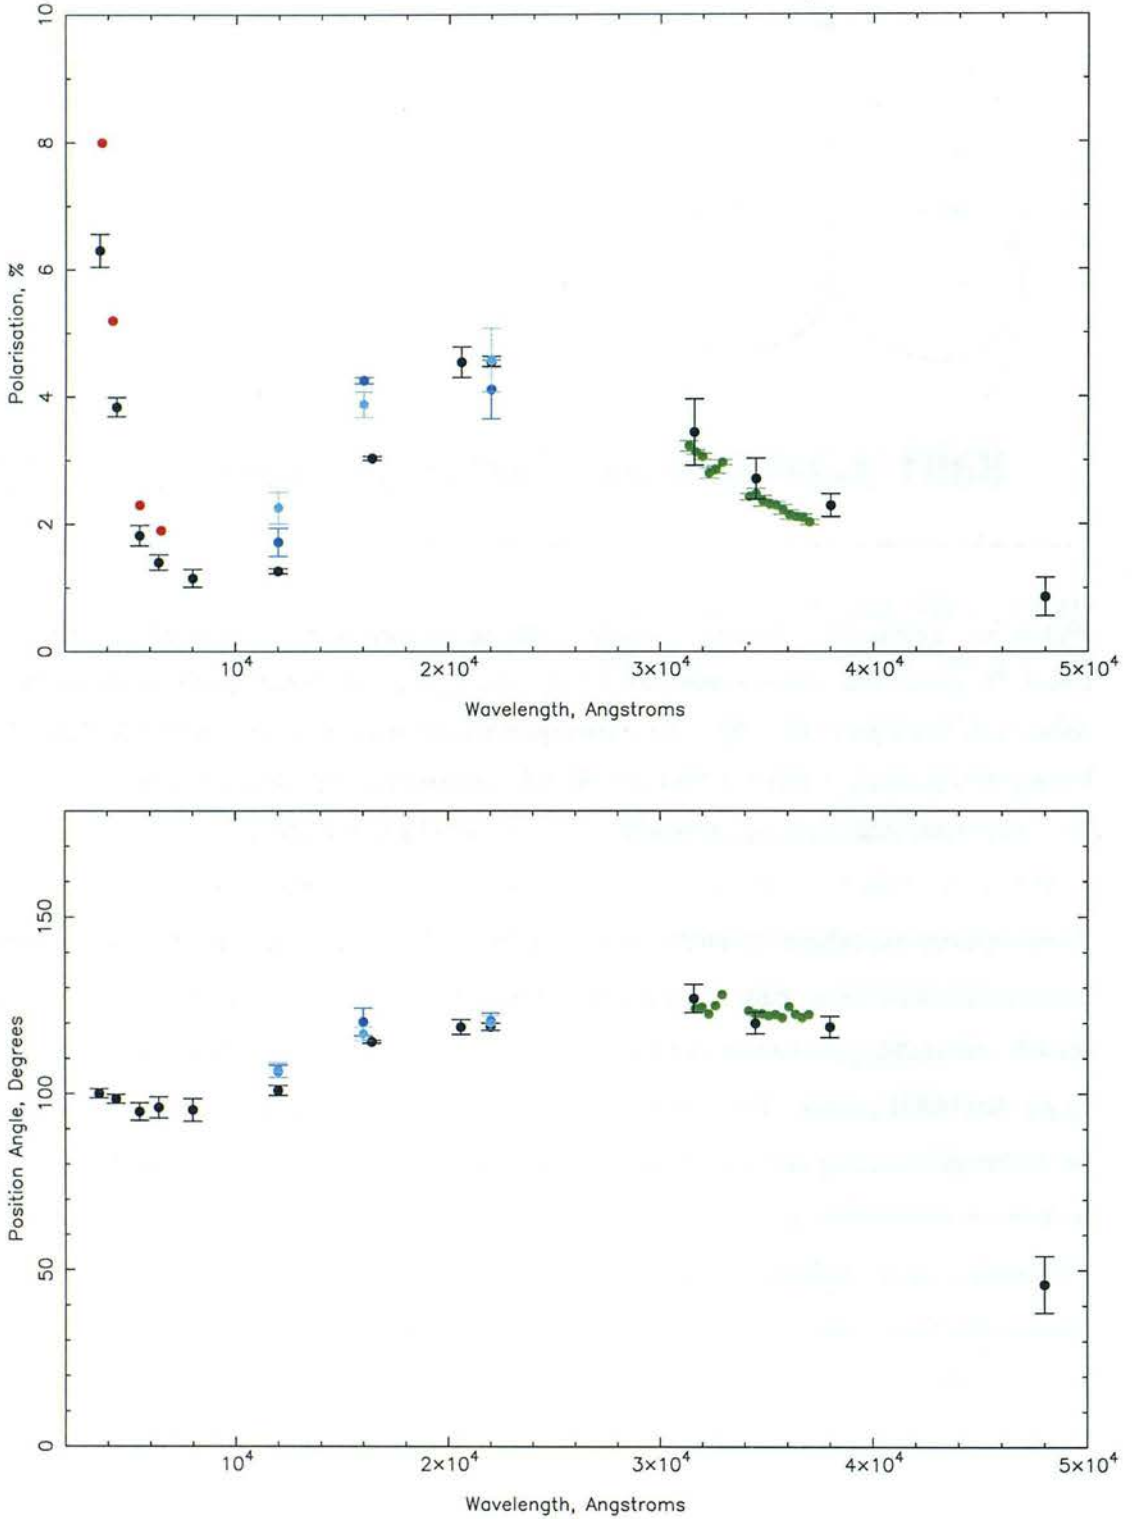 10
8
6
4
2
0
Polarisation, %
10⁴ 2×10⁴ 3×10⁴ 4×10⁴ 5×10⁴
Wavelength, Angstroms
150
100
50
0
Position Angle, Degrees
10⁴ 2×10⁴ 3×10⁴ 4×10⁴ 5×10⁴
Wavelength, Angstroms